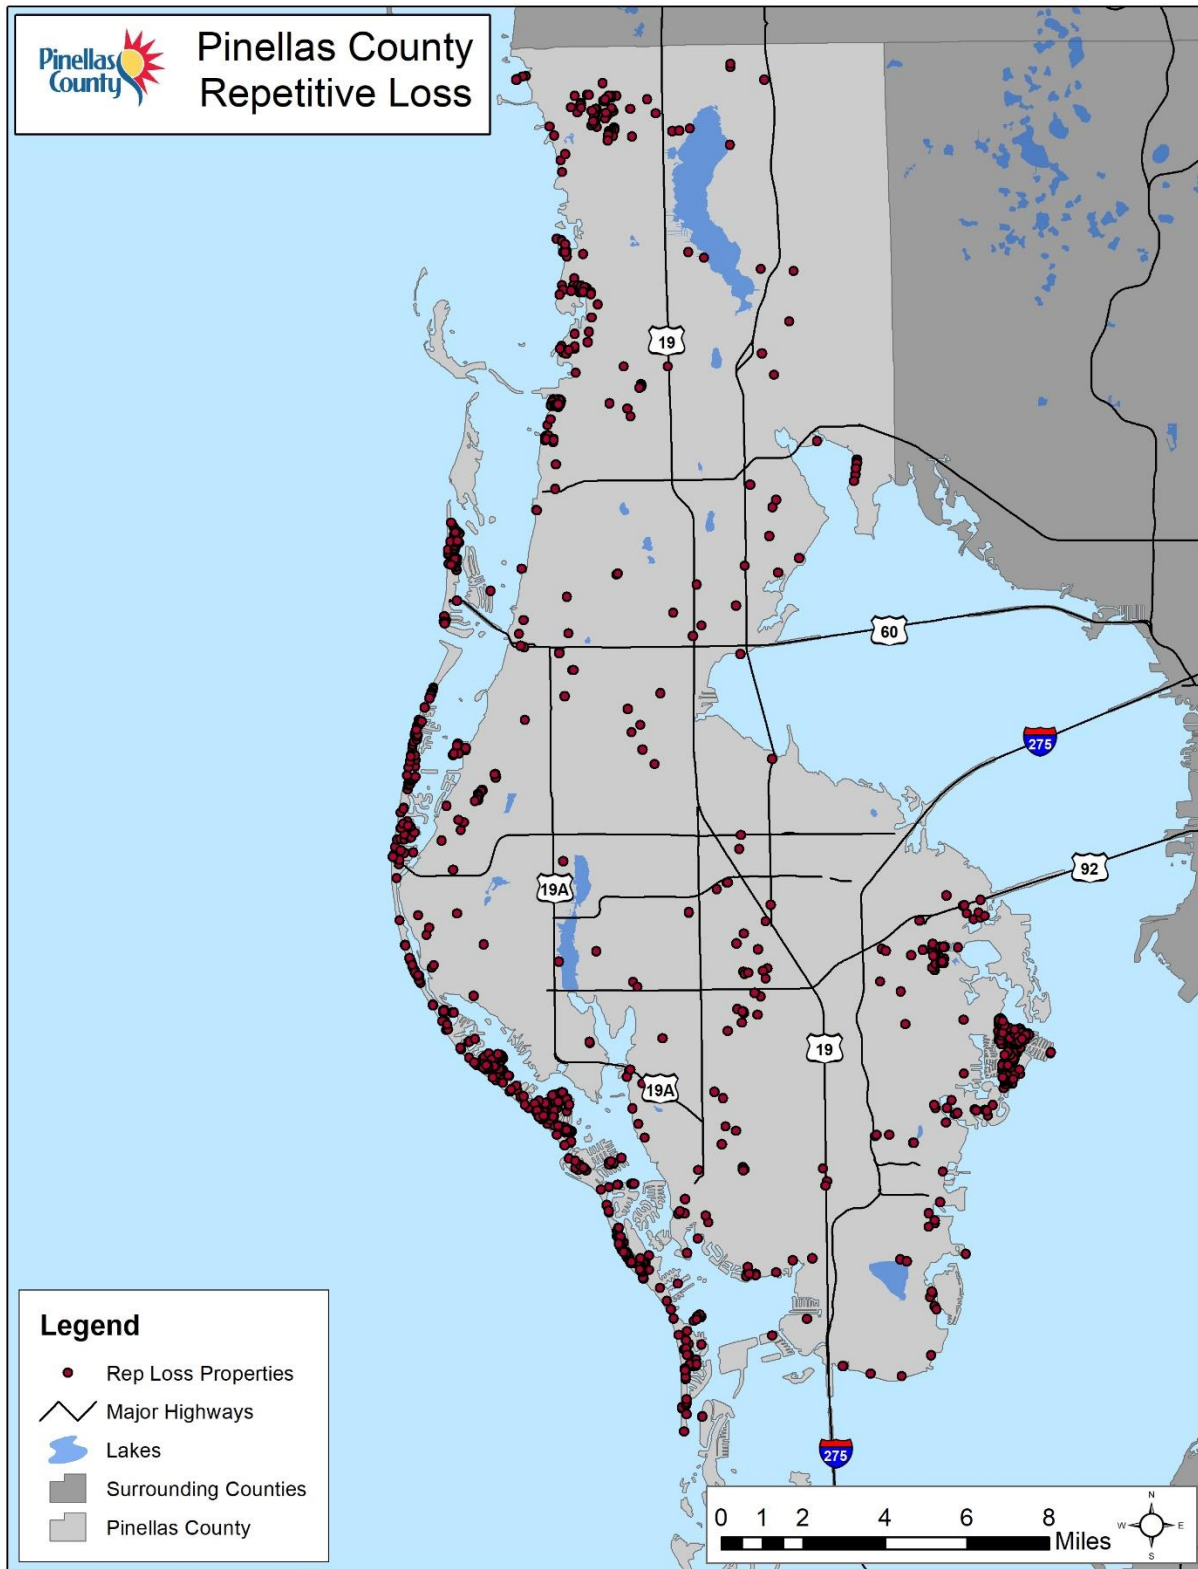 Pinellas
County
Pinellas County
Repetitive Loss
19
60
275
92
19A
19
19A
275
Legend
Rep Loss Properties
Major Highways
Lakes
Surrounding Counties
Pinellas County
0 1 2 4 6 8
Miles
N
W E
S